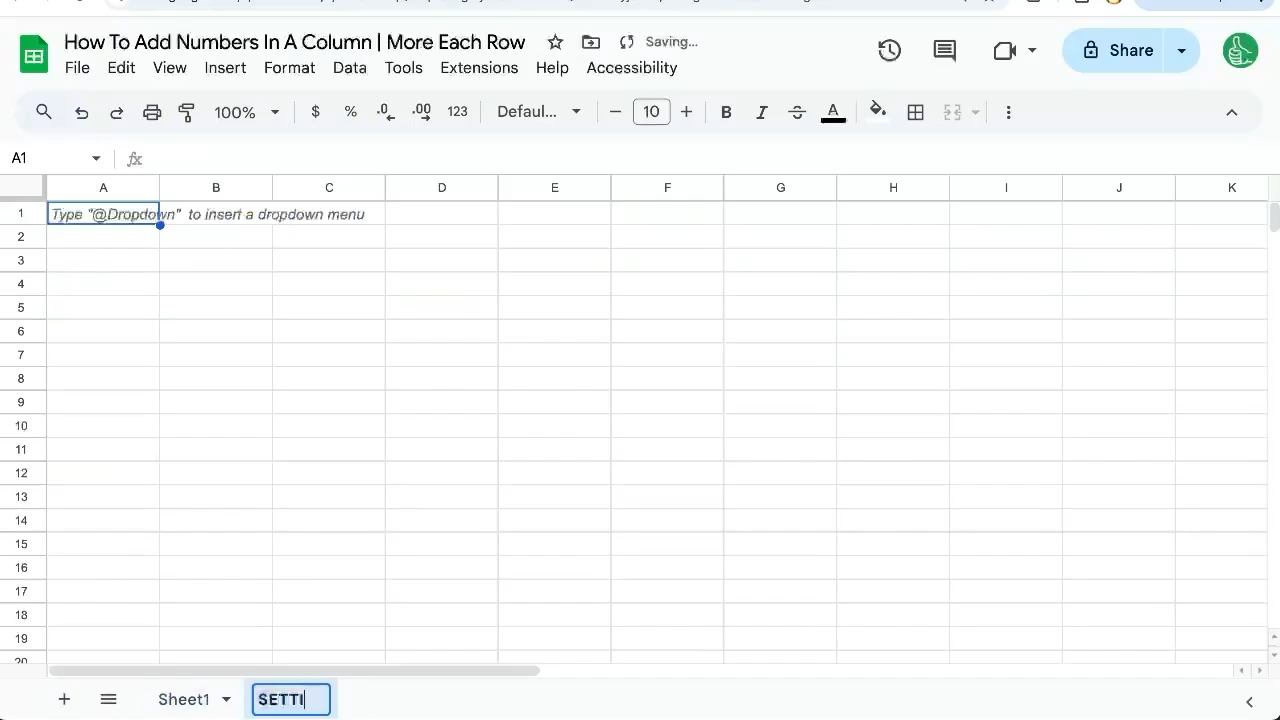 How To Add Numbers In A Column | More Each Row
Saving...
Share
File Edit View Insert Format Data Tools Extensions Help Accessibility
100% $ % .0 .00 123 Defaul... 10 B I A
A1 fx
A B C D E F G H I J K
1 Type "@Dropdown" to insert a dropdown menu
2
3
4
5
6
7
8
9
10
11
12
13
14
15
16
17
18
19
20
Sheet1 SETTI